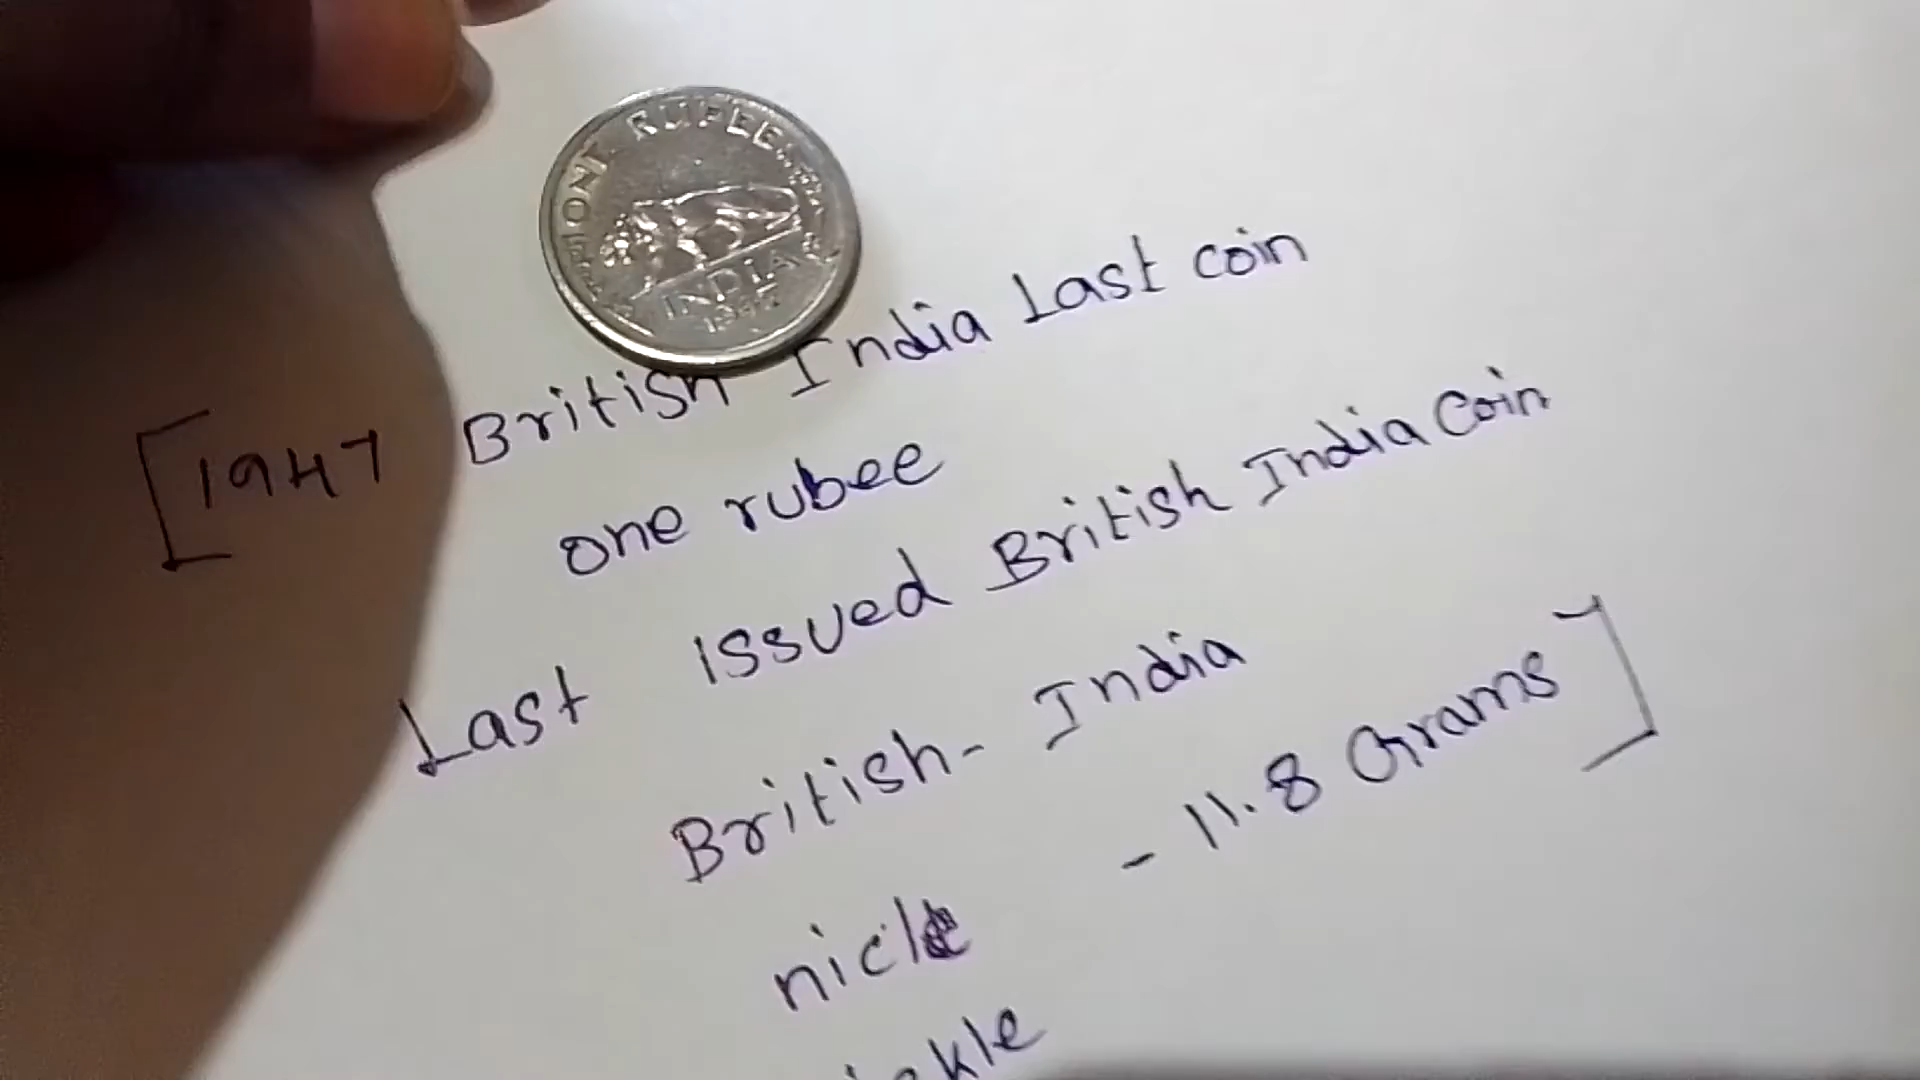 ONE RUPEE
INDIA
1947
[1947 British India Last coin
one rubee
Last issued British India Coin
British - India
nickle - 11.8 Grams]